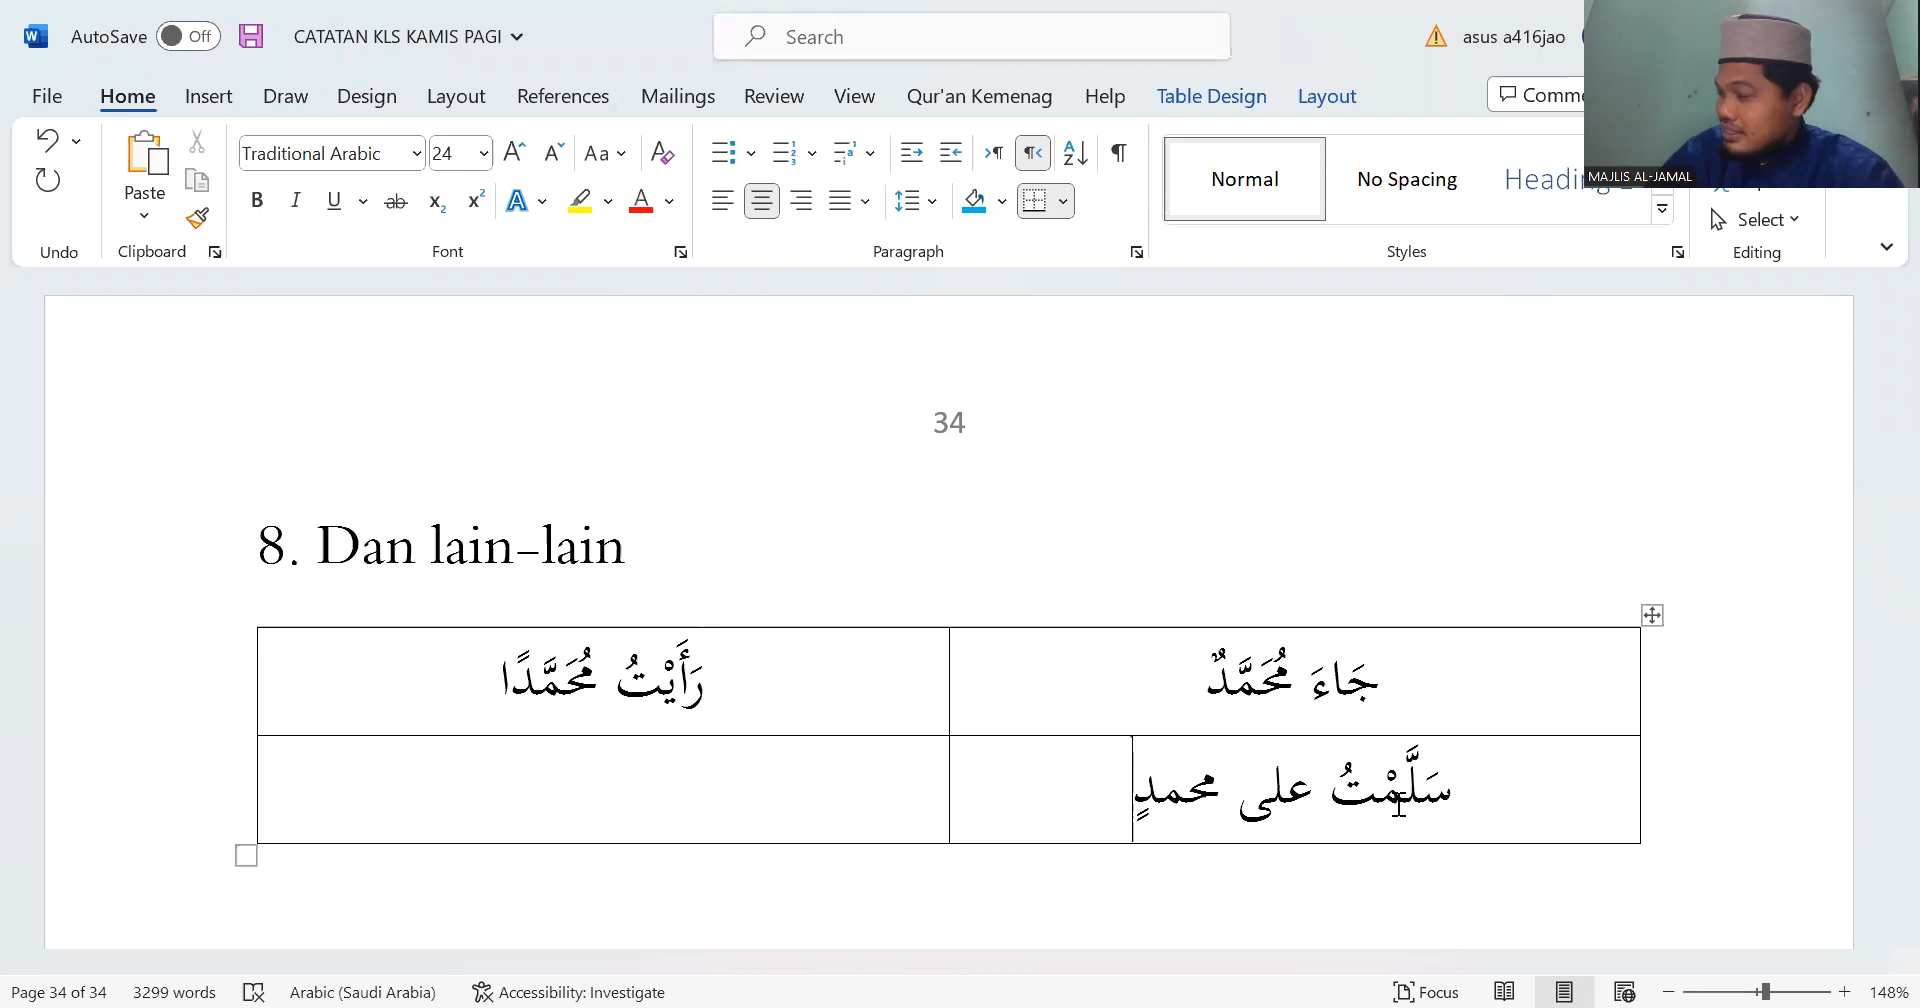 AutoSave Off CATATAN KLS KAMIS PAGI Search asus a416jao
File Home Insert Draw Design Layout References Mailings Review View Qur'an Kemenag Help Table Design Layout Comme
MAJLIS AL-JAMAL
Traditional Arabic 24 Aa
Paste
Normal No Spacing Heading
Select
Undo Clipboard Font Paragraph Styles Editing
34
8. Dan lain-lain
جَاءَ مُحَمَّدٌ
رَأَيْتُ مُحَمَّدًا
سَلَّمْتُ على محمدٍ
Page 34 of 34 3299 words Arabic (Saudi Arabia) Accessibility: Investigate Focus 148%